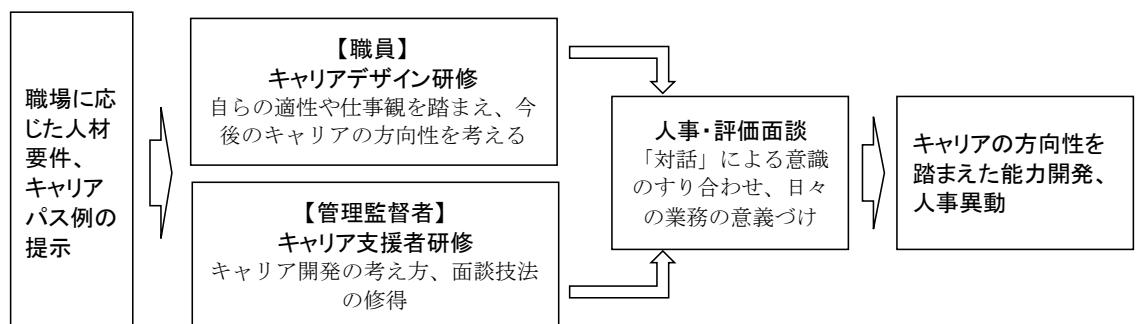 職場に応
じた人材
要件、
キャリア
パス例の
提示
【職員】
キャリアデザイン研修
自らの適性や仕事観を踏まえ、今
後のキャリアの方向性を考える
【管理監督者】
キャリア支援者研修
キャリア開発の考え方、面談技法
の修得
人事・評価面談
「対話」による意識
のすり合わせ、日々
の業務の意義づけ
キャリアの方向性を
踏まえた能力開発、
人事異動